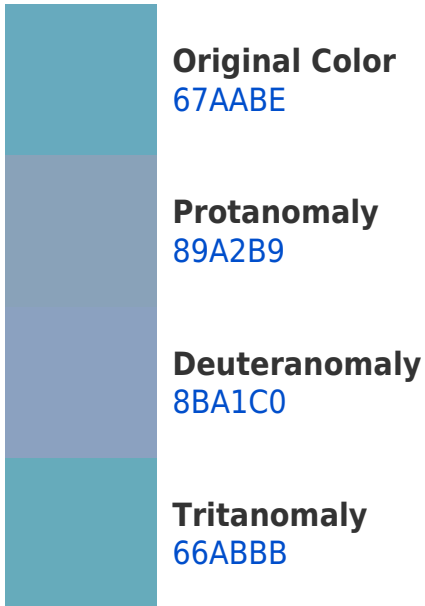 Original Color
67AABE
Protanomaly
89A2B9
Deuteranomaly
8BA1C0
Tritanomaly
66ABBB